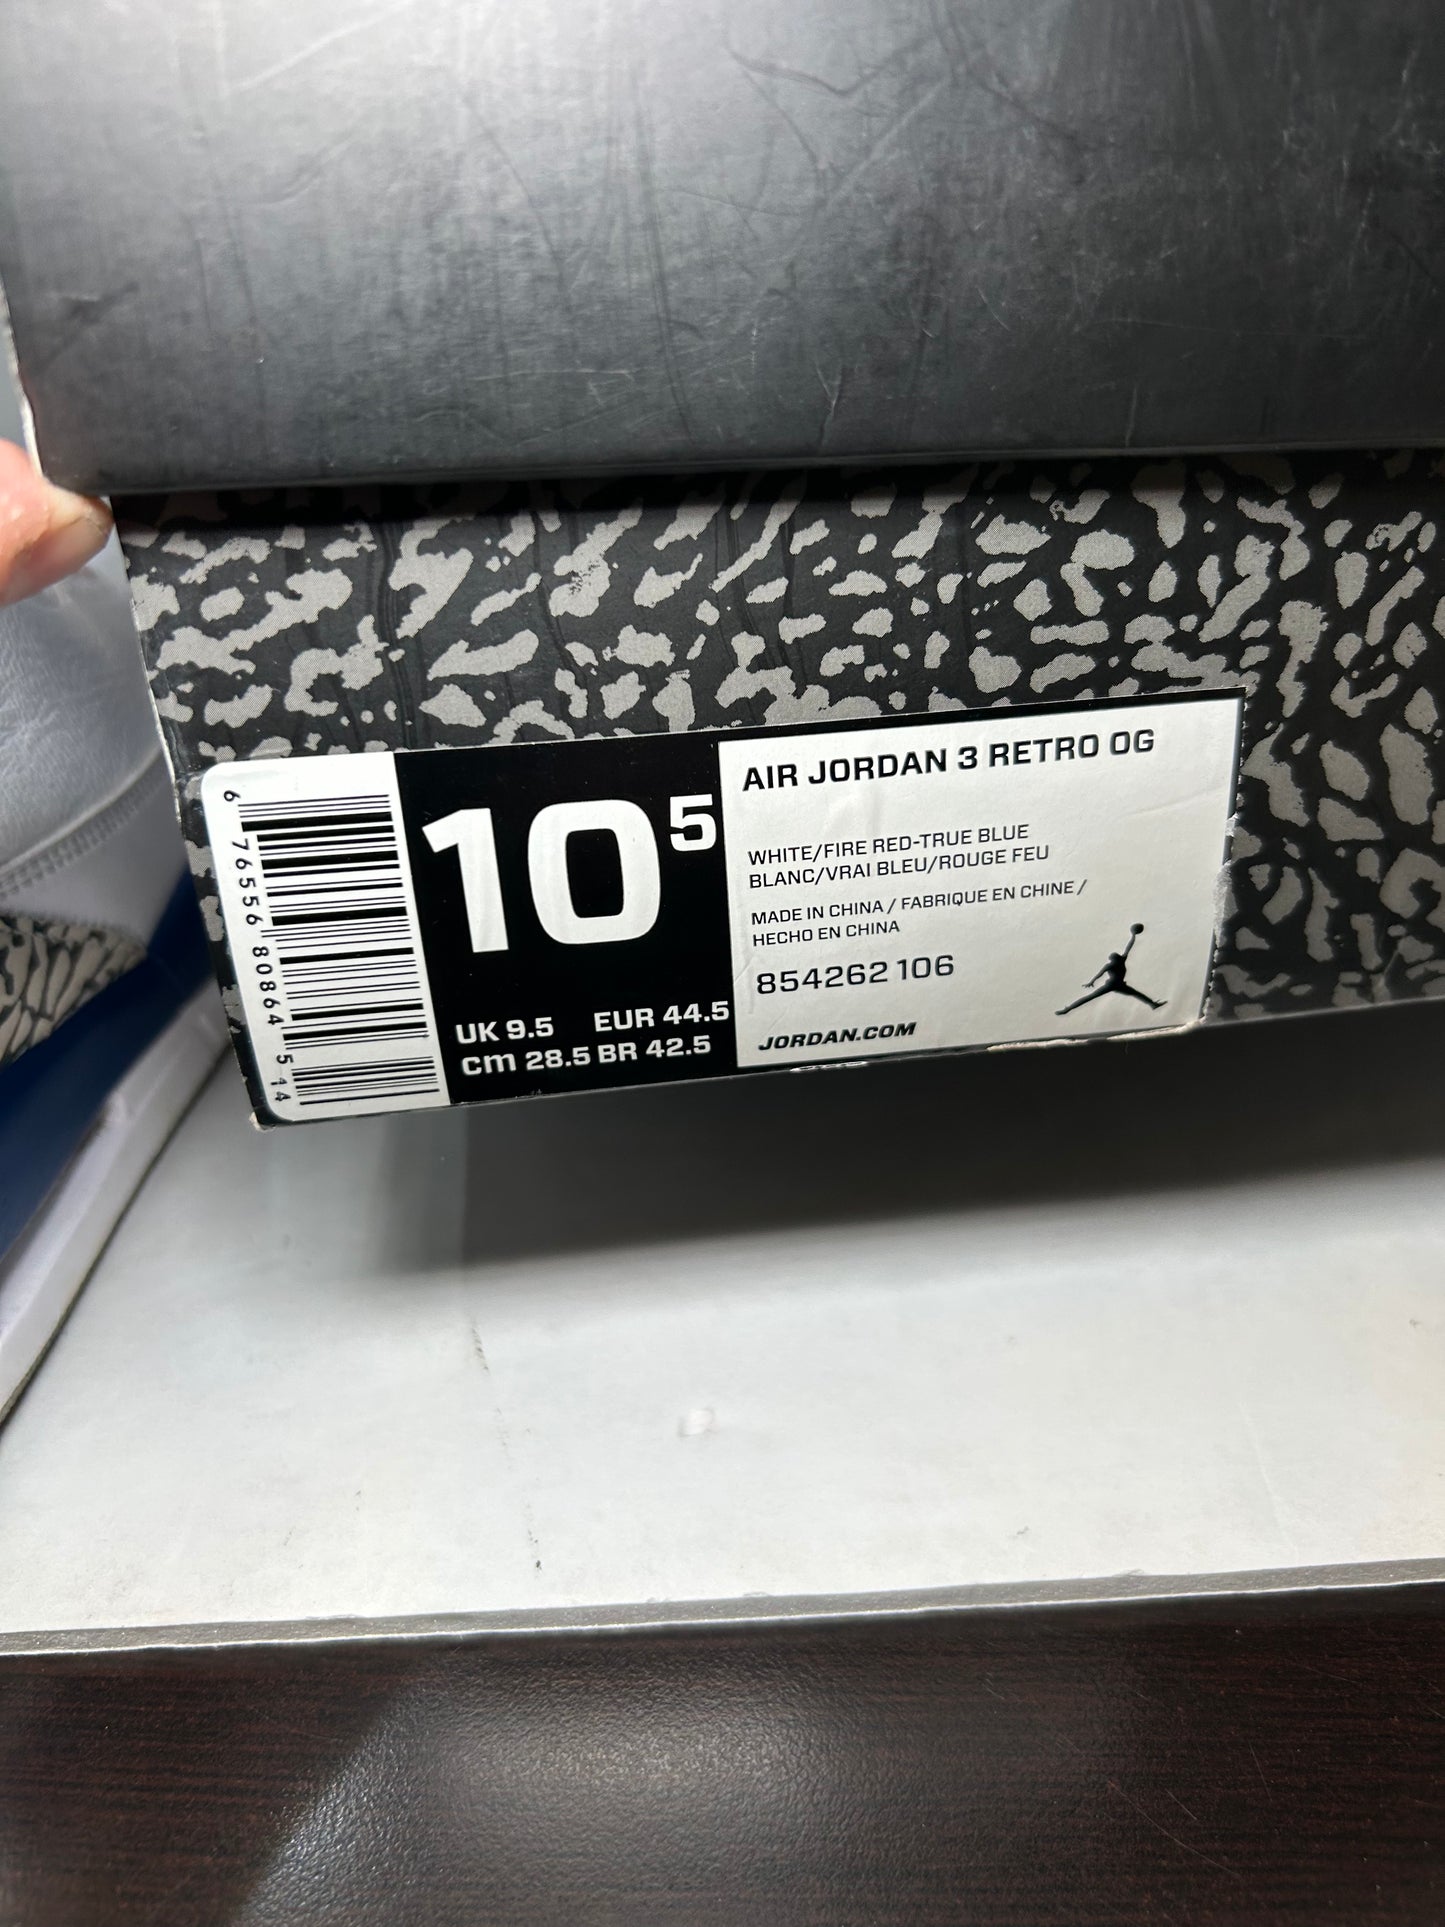 6 76556 80864 5 14
10 5
UK 9.5 EUR 44.5
cm 28.5 BR 42.5
AIR JORDAN 3 RETRO OG
WHITE/FIRE RED-TRUE BLUE
BLANC/VRAI BLEU/ROUGE FEU
MADE IN CHINA / FABRIQUE EN CHINE /
HECHO EN CHINA
854262 106
JORDAN.COM